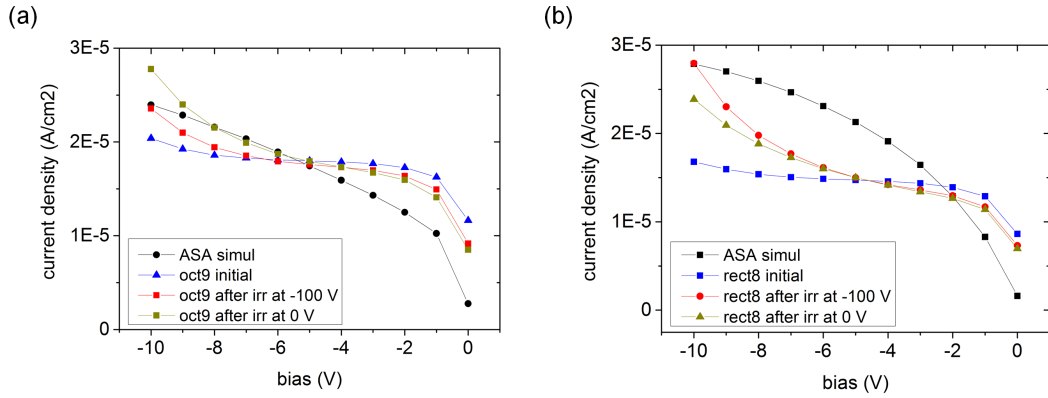 (a)
3E-5
2E-5
1E-5
0
current density (A/cm2)
ASA simul
oct9 initial
oct9 after irr at -100 V
oct9 after irr at 0 V
-10
-8
-6
-4
-2
0
bias (V)
(b)
3E-5
2E-5
1E-5
0
current density (A/cm2)
ASA simul
rect8 initial
rect8 after irr at -100 V
rect8 after irr at 0 V
-10
-8
-6
-4
-2
0
bias (V)